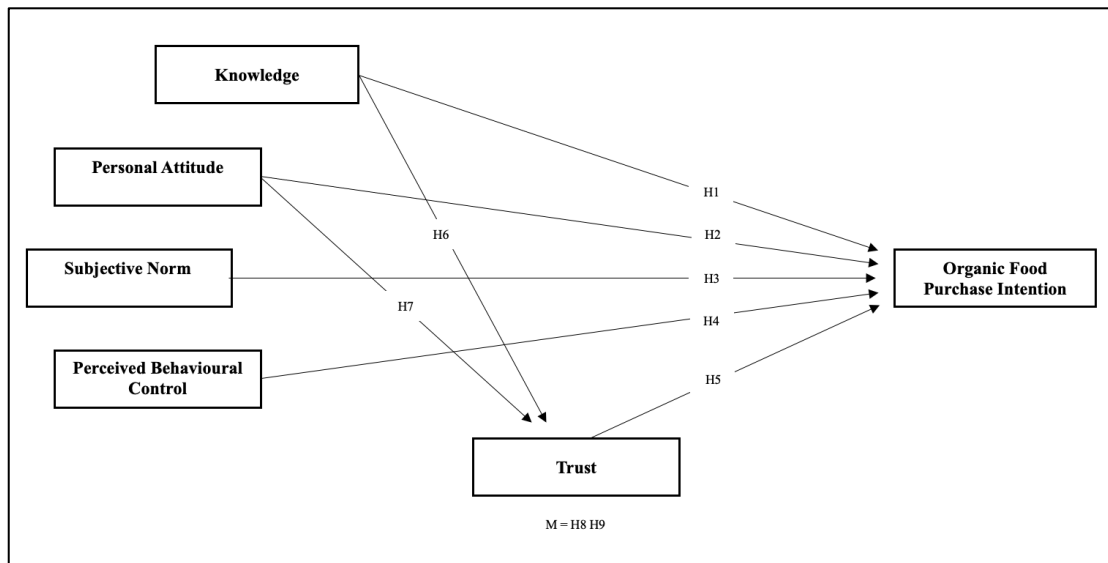 Knowledge
Personal Attitude
H1
H2
H6
Subjective Norm
H3
Organic Food
Purchase Intention
H7
H4
Perceived Behavioural
Control
H5
Trust
M = H8 H9